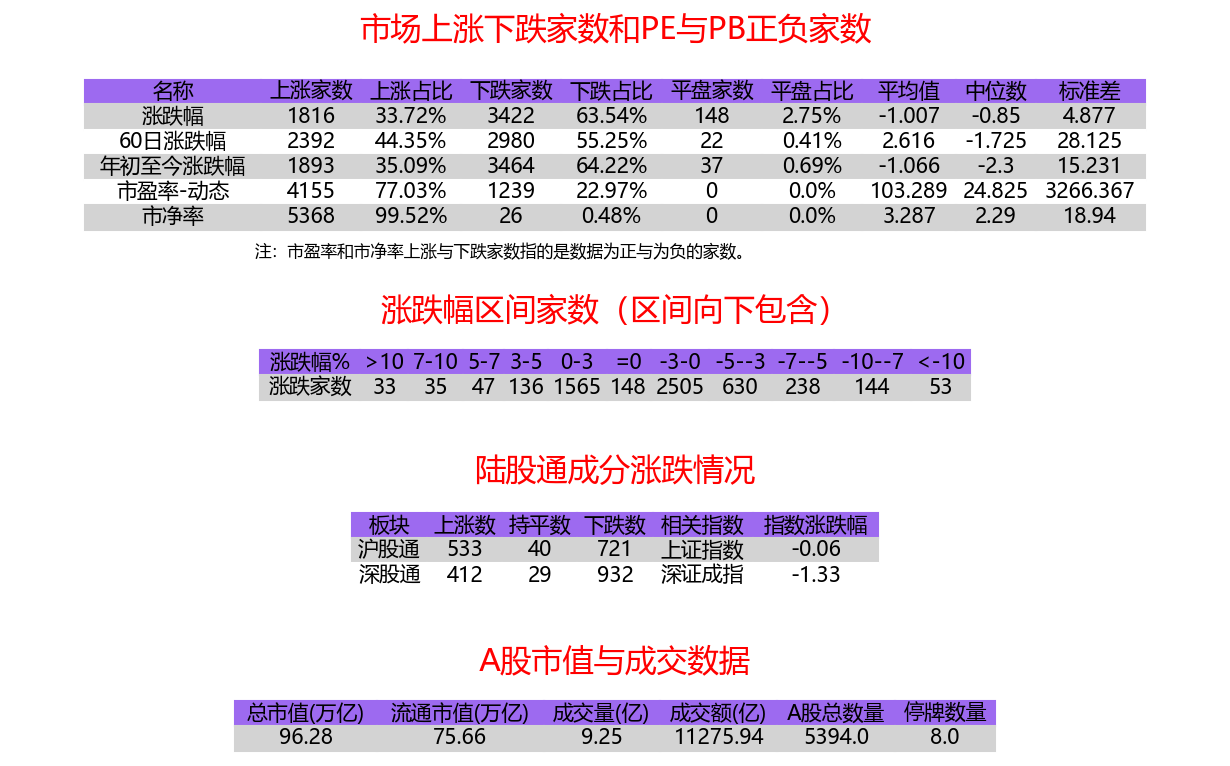 市场上涨下跌家数和PE与PB正负家数
名称 上涨家数 上涨占比 下跌家数 下跌占比 平盘家数 平盘占比 平均值 中位数 标准差
涨跌幅 1816 33.72% 3422 63.54% 148 2.75% -1.007 -0.85 4.877
60日涨跌幅 2392 44.35% 2980 55.25% 22 0.41% 2.616 -1.725 28.125
年初至今涨跌幅 1893 35.09% 3464 64.22% 37 0.69% -1.066 -2.3 15.231
市盈率-动态 4155 77.03% 1239 22.97% 0 0.0% 103.289 24.825 3266.367
市净率 5368 99.52% 26 0.48% 0 0.0% 3.287 2.29 18.94
注：市盈率和市净率上涨与下跌家数指的是数据为正与为负的家数。
涨跌幅区间家数（区间向下包含）
涨跌幅% >10 7-10 5-7 3-5 0-3 =0 -3-0 -5--3 -7--5 -10--7 <-10
涨跌家数 33 35 47 136 1565 148 2505 630 238 144 53
陆股通成分涨跌情况
板块 上涨数 持平数 下跌数 相关指数 指数涨跌幅
沪股通 533 40 721 上证指数 -0.06
深股通 412 29 932 深证成指 -1.33
A股市值与成交数据
总市值(万亿) 流通市值(万亿) 成交量(亿) 成交额(亿) A股总数量 停牌数量
96.28 75.66 9.25 11275.94 5394.0 8.0